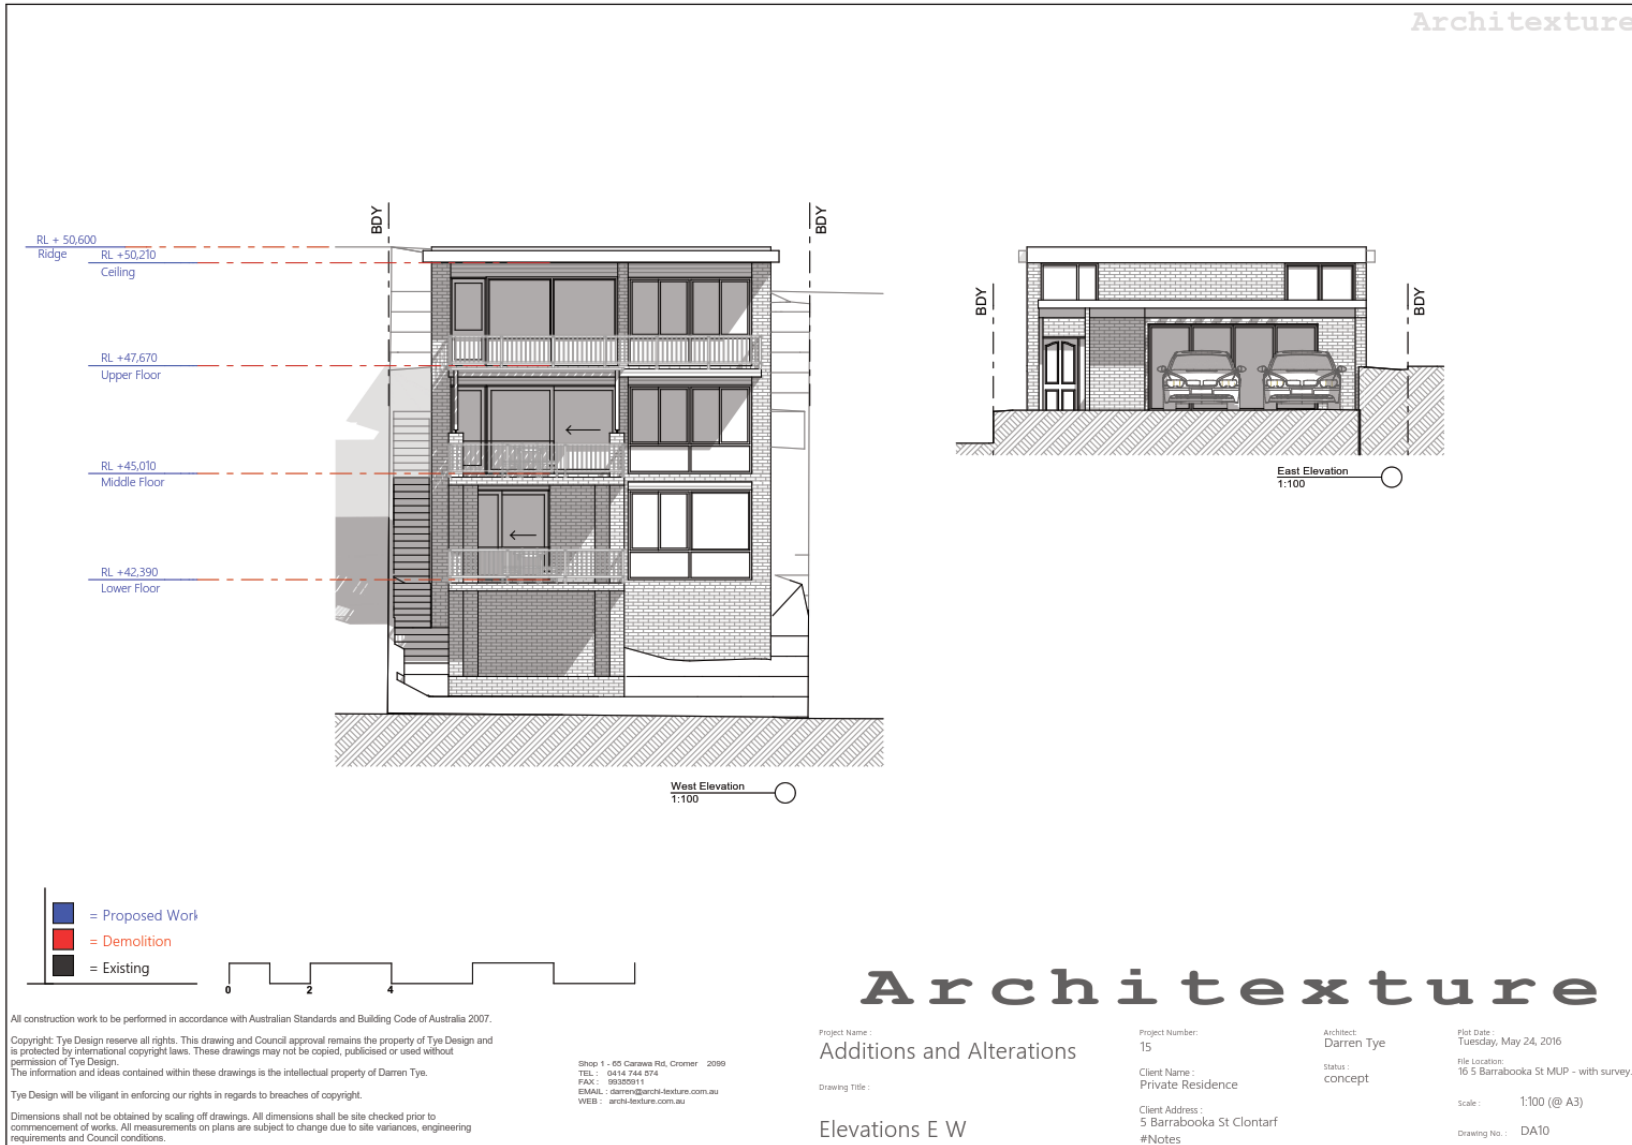 Architexture
BDY
BDY
RL + 50,600
Ridge
RL +50,210
Ceiling
RL +47,670
Upper Floor
RL +45,010
Middle Floor
RL +42,390
Lower Floor
West Elevation
1:100
BDY
BDY
East Elevation
1:100
= Proposed Work
= Demolition
= Existing
0 2 4
All construction work to be performed in accordance with Australian Standards and Building Code of Australia 2007.
Copyright: Tye Design reserve all rights. This drawing and Council approval remains the property of Tye Design and
is protected by international copyright laws. These drawings may not be copied, publicised or used without
permission of Tye Design.
The information and ideas contained within these drawings is the intellectual property of Darren Tye.
Tye Design will be viligant in enforcing our rights in regards to breaches of copyright.
Dimensions shall not be obtained by scaling off drawings. All dimensions shall be site checked prior to
commencement of works. All measurements on plans are subject to change due to site variances, engineering
requirements and Council conditions.
Shop 1 - 65 Carawa Rd, Cromer 2099
TEL : 0414 744 574
FAX : 99385911
EMAIL : darren@archi-texture.com.au
WEB : archi-texture.com.au
Architexture
Project Name :
Additions and Alterations
Drawing Title :
Elevations E W
Project Number:
15
Client Name :
Private Residence
Client Address :
5 Barrabooka St Clontarf
#Notes
Architect:
Darren Tye
Status :
concept
Plot Date :
Tuesday, May 24, 2016
File Location:
16 5 Barrabooka St MUP - with survey.
Scale : 1:100 (@ A3)
Drawing No. : DA10